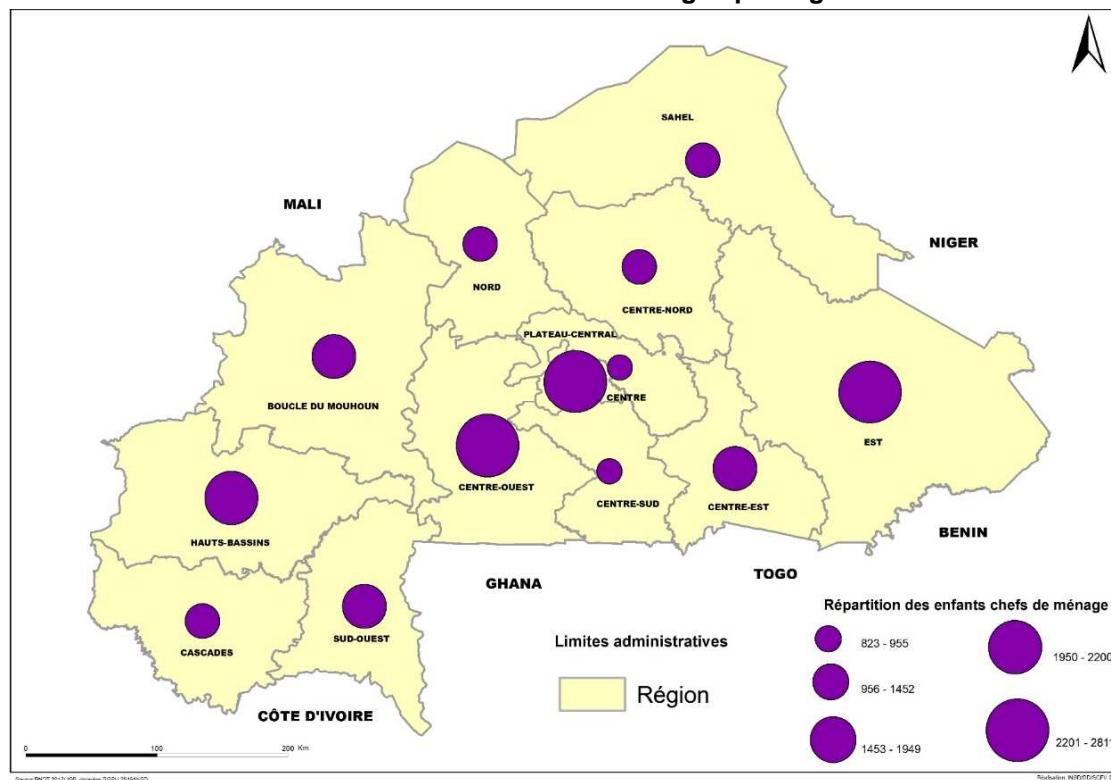 SAHEL
MALI
NIGER
NORD
CENTRE-NORD
PLATEAU-CENTRAL
BOUCLE DU MOUHOUN
CENTRE
EST
CENTRE-OUEST
CENTRE-SUD
CENTRE-EST
HAUTS-BASSINS
BENIN
TOGO
GHANA
SUD-OUEST
CASCADES
CÔTE D'IVOIRE
Limites administratives
Région
Répartition des enfants chefs de ménage
823 - 955
956 - 1452
1453 - 1949
1950 - 2200
2201 - 2811
0 100 200 Km